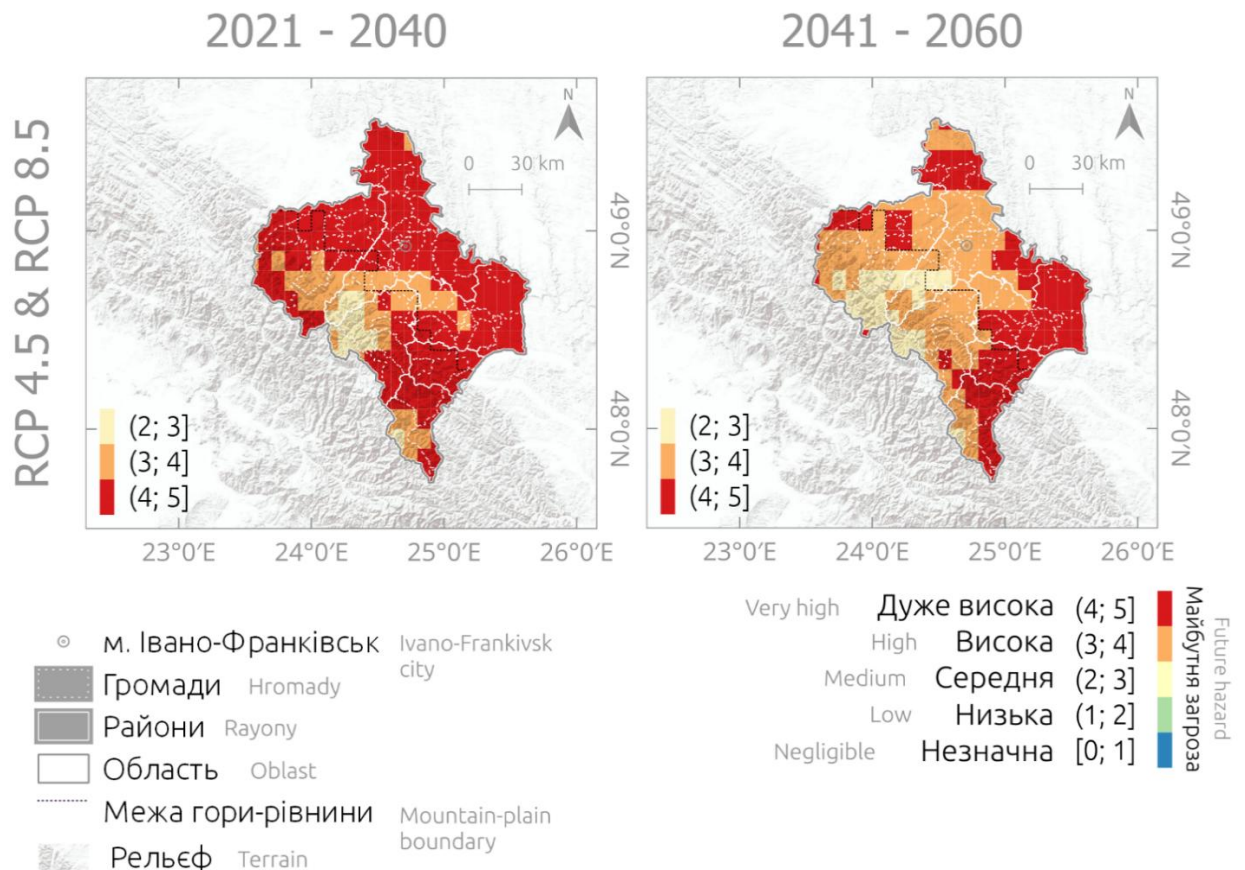 2021 - 2040
2041 - 2060
RCP 4.5 & RCP 8.5
N
0 30 km
N
0 30 km
49°0′N
48°0′N
49°0′N
48°0′N
(2; 3]
(3; 4]
(4; 5]
(2; 3]
(3; 4]
(4; 5]
23°0′E 24°0′E 25°0′E 26°0′E
23°0′E 24°0′E 25°0′E 26°0′E
м. Івано-Франківськ Ivano-Frankivsk
city
Громади Hromady
Райони Rayony
Область Oblast
Межа гори-рівнини Mountain-plain
boundary
Рельєф Terrain
Very high Дуже висока (4; 5]
High Висока (3; 4]
Medium Середня (2; 3]
Low Низька (1; 2]
Negligible Незначна [0; 1]
Майбутня загроза
Future hazard